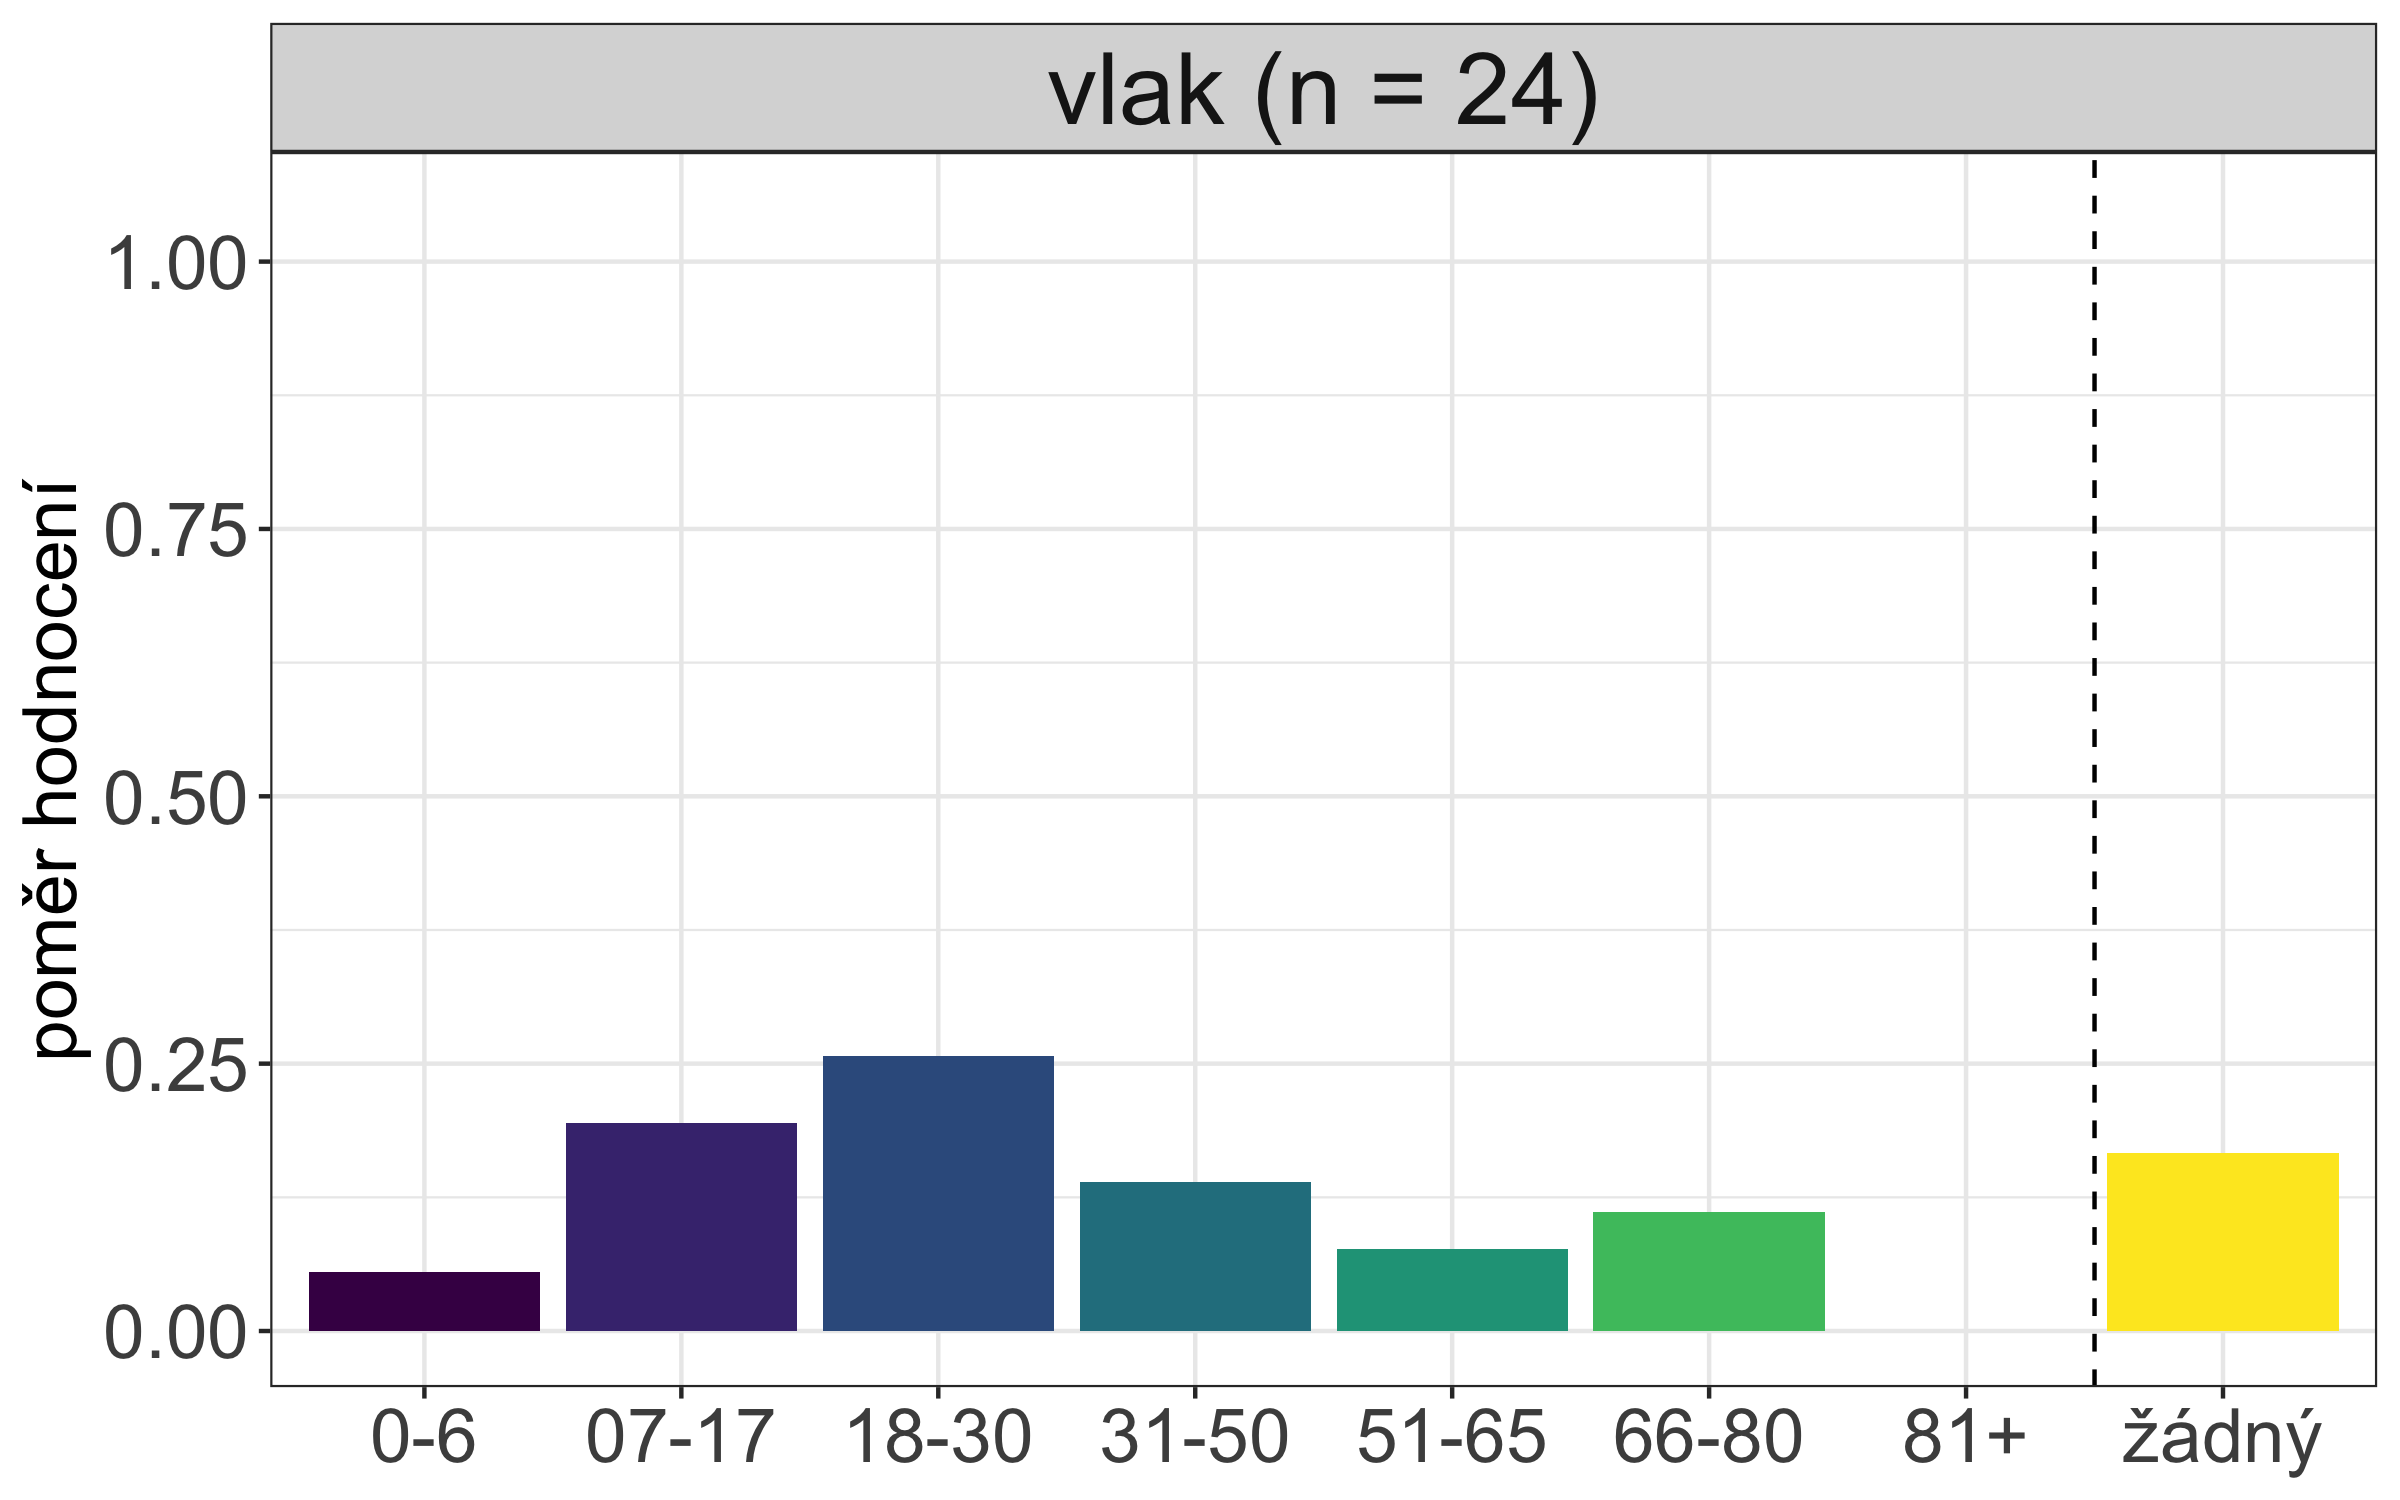 vlak (n = 24)
poměr hodnocení
1.00
0.75
0.50
0.25
0.00
0-6 07-17 18-30 31-50 51-65 66-80 81+ žádný